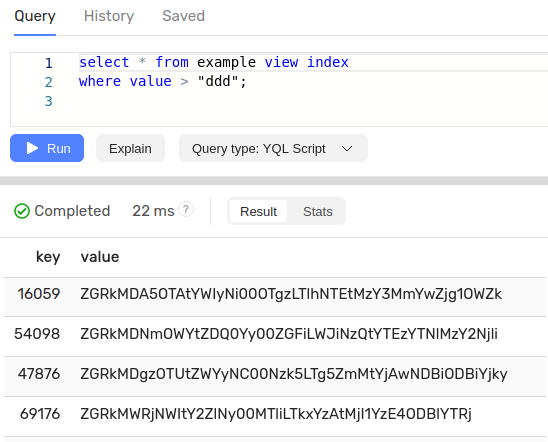 Query History Saved
1 select * from example view index
2 where value > "ddd";
3
Run Explain Query type: YQL Script
Completed 22 ms ? Result Stats
key value
16059 ZGRkMDA5OTAtYWIyNi00OTgzLTlhNTEtMzY3MmYwZjg1OWZk
54098 ZGRkMDNmOWYtZDQ0Yy00ZGFiLWJiNzQtYTEzYTNlMzY2NjIi
47876 ZGRkMDgzOTUtZWYyNC00Nzk5LTg5ZmMtYjAwNDBiODBiYjky
69176 ZGRkMWRjNWItY2ZlNy00MTliLTkxYzAtMjI1YzE4ODBlYTRj